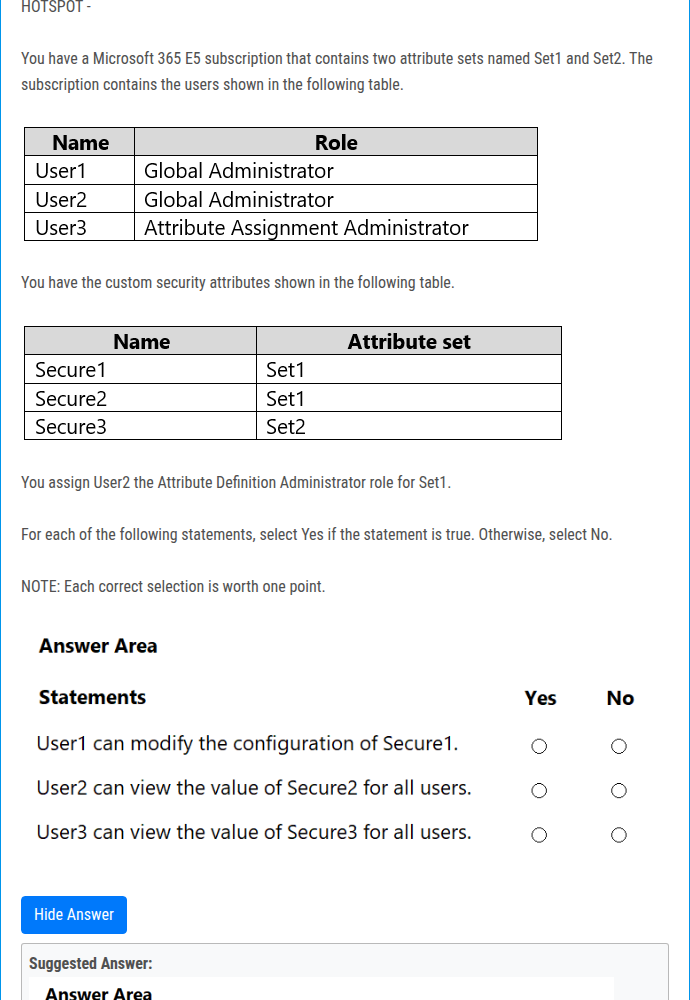 HOTSPOT -
You have a Microsoft 365 E5 subscription that contains two attribute sets named Set1 and Set2. The
subscription contains the users shown in the following table.
Name Role
User1 Global Administrator
User2 Global Administrator
User3 Attribute Assignment Administrator
You have the custom security attributes shown in the following table.
Name Attribute set
Secure1 Set1
Secure2 Set1
Secure3 Set2
You assign User2 the Attribute Definition Administrator role for Set1.
For each of the following statements, select Yes if the statement is true. Otherwise, select No.
NOTE: Each correct selection is worth one point.
Answer Area
Statements Yes No
User1 can modify the configuration of Secure1.
User2 can view the value of Secure2 for all users.
User3 can view the value of Secure3 for all users.
Hide Answer
Suggested Answer:
Answer Area